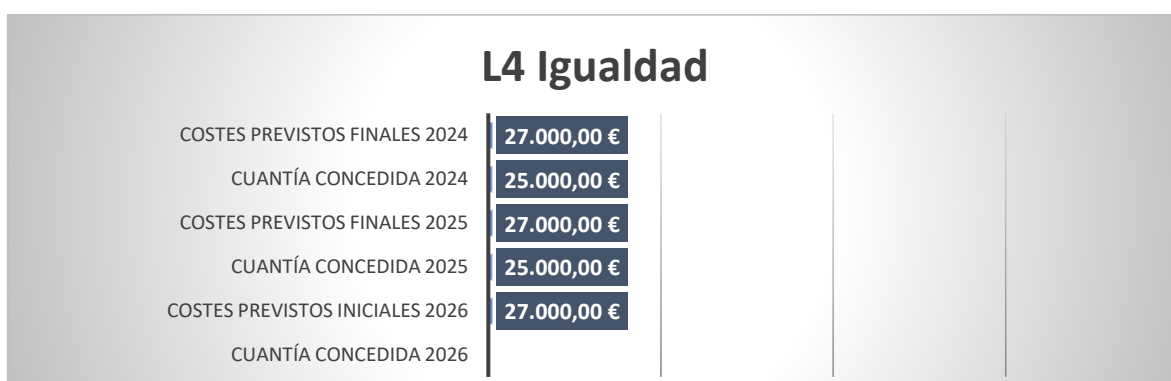 L4 Igualdad
COSTES PREVISTOS FINALES 2024 27.000,00 €
CUANTÍA CONCEDIDA 2024 25.000,00 €
COSTES PREVISTOS FINALES 2025 27.000,00 €
CUANTÍA CONCEDIDA 2025 25.000,00 €
COSTES PREVISTOS INICIALES 2026 27.000,00 €
CUANTÍA CONCEDIDA 2026